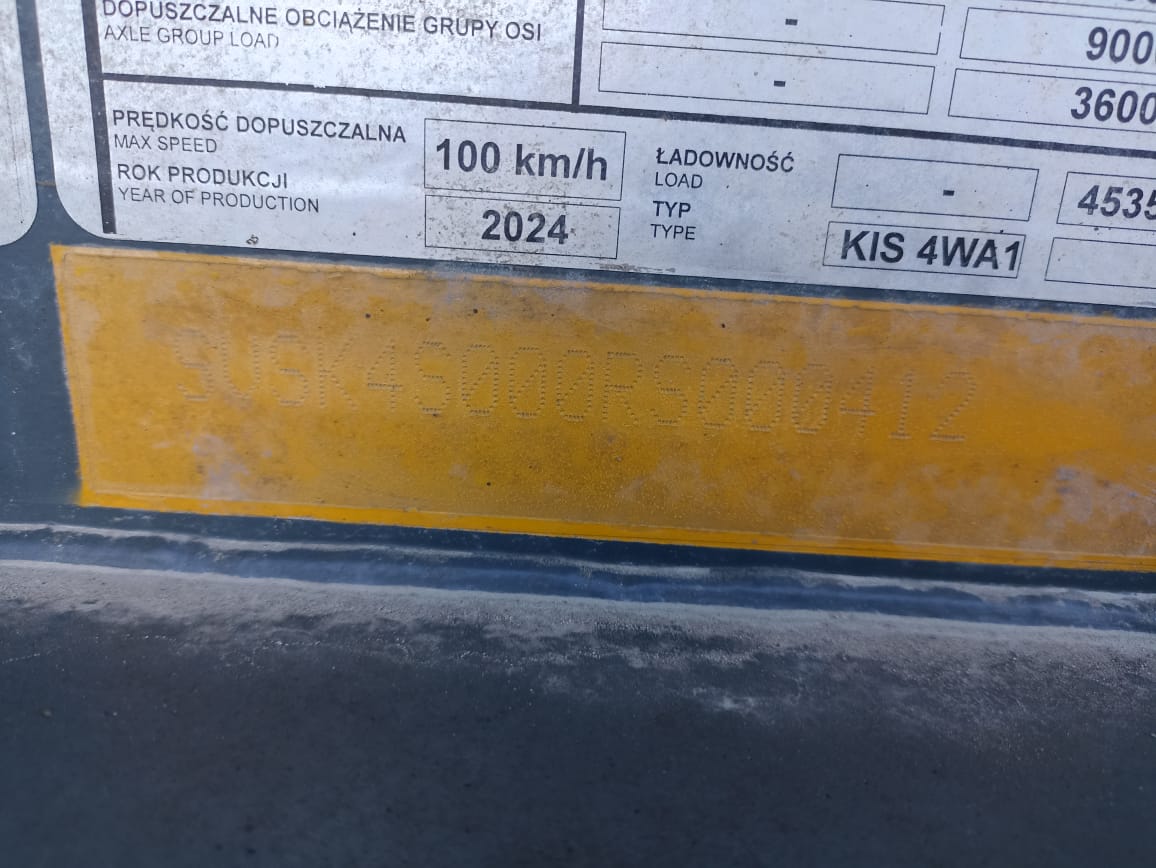 DOPUSZCZALNE OBCIĄŻENIE GRUPY OSI
AXLE GROUP LOAD
-
900
-
3600
PRĘDKOŚĆ DOPUSZCZALNA
MAX SPEED
100 km/h
ROK PRODUKCJI
YEAR OF PRODUCTION
2024
ŁADOWNOŚĆ
LOAD
-
4535
TYP
TYPE
KIS 4WA1
SUSK4S000RS000412